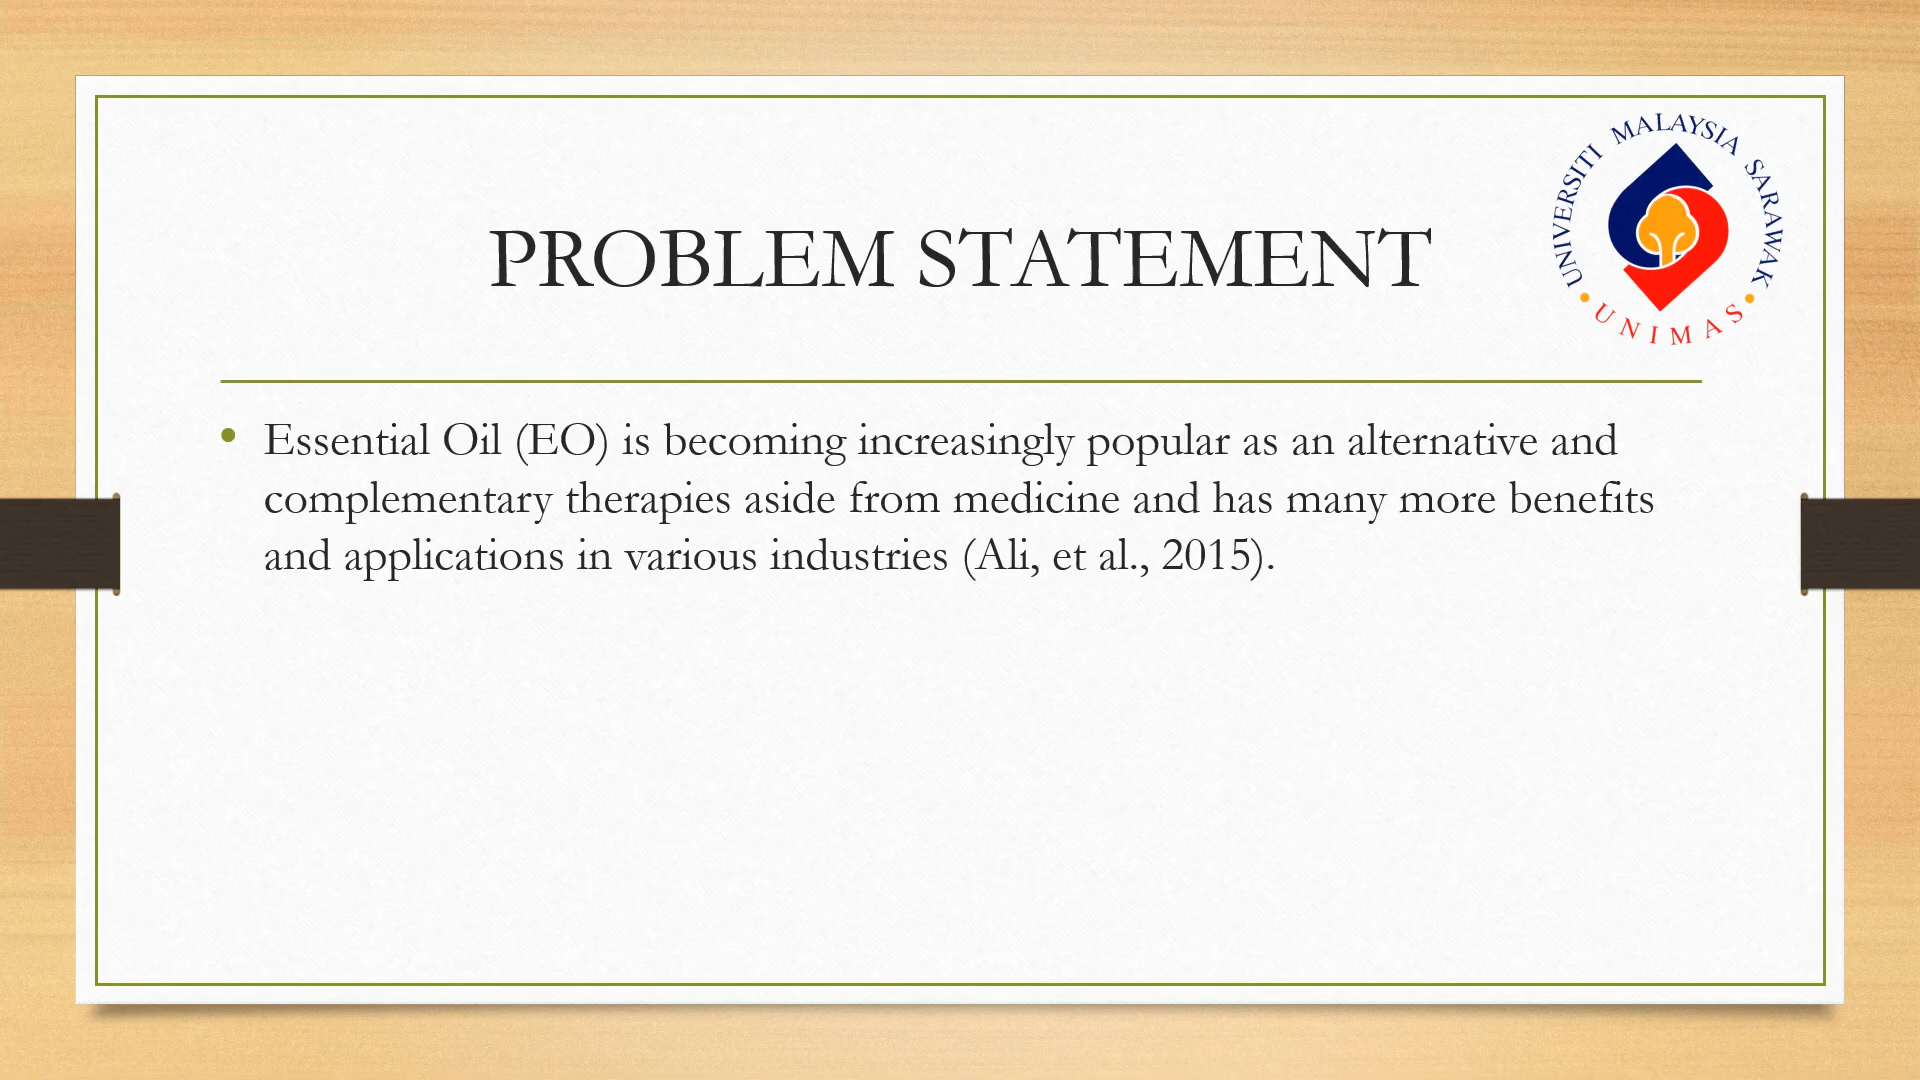 UNIVERSITI MALAYSIA SARAWAK
• UNIMAS •
PROBLEM STATEMENT
• Essential Oil (EO) is becoming increasingly popular as an alternative and
complementary therapies aside from medicine and has many more benefits
and applications in various industries (Ali, et al., 2015).